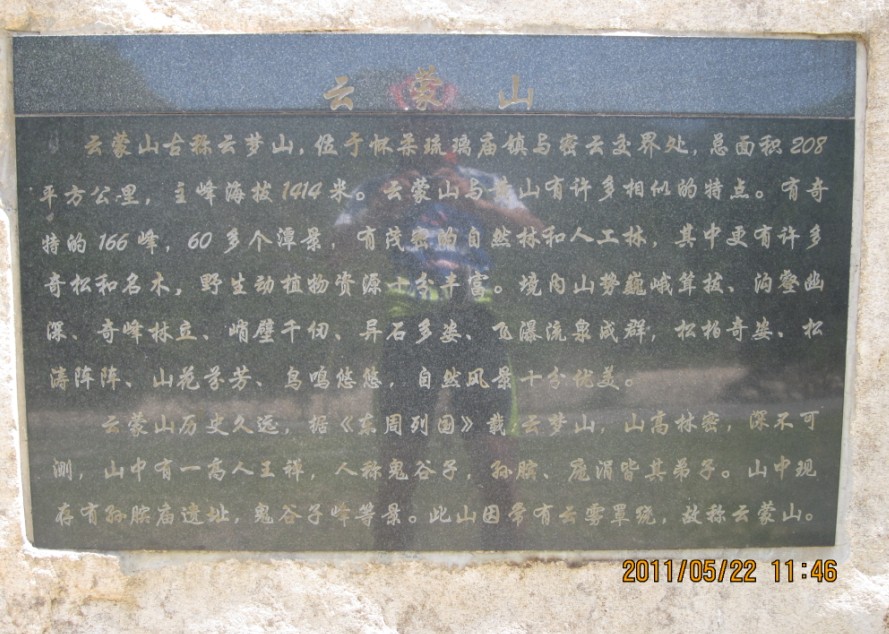 云蒙山
云蒙山古称云梦山，位于怀柔琉璃庙镇与密云交界处，总面积208
平方公里，主峰海拔1414米。云蒙山与黄山有许多相似的特点。有奇
特的166峰，60多个潭景，有茂密的自然林和人工林，其中更有许多
奇松和名木，野生动植物资源十分丰富。境内山势巍峨耸拔、沟壑幽
深、奇峰林立、峭壁千仞、异石多姿、飞瀑流泉成群，松柏奇姿、松
涛阵阵、山花芬芳、鸟鸣悠悠，自然风景十分优美。
云蒙山历史久远，据《东周列国》载：云梦山，山高林密，深不可
测，山中有一高人王禅，人称鬼谷子，孙膑、庞涓皆其弟子。山中现
存有孙膑庙遗址，鬼谷子峰等景。此山因常有云雾罩绕，故称云蒙山。
2011/05/22 11:46